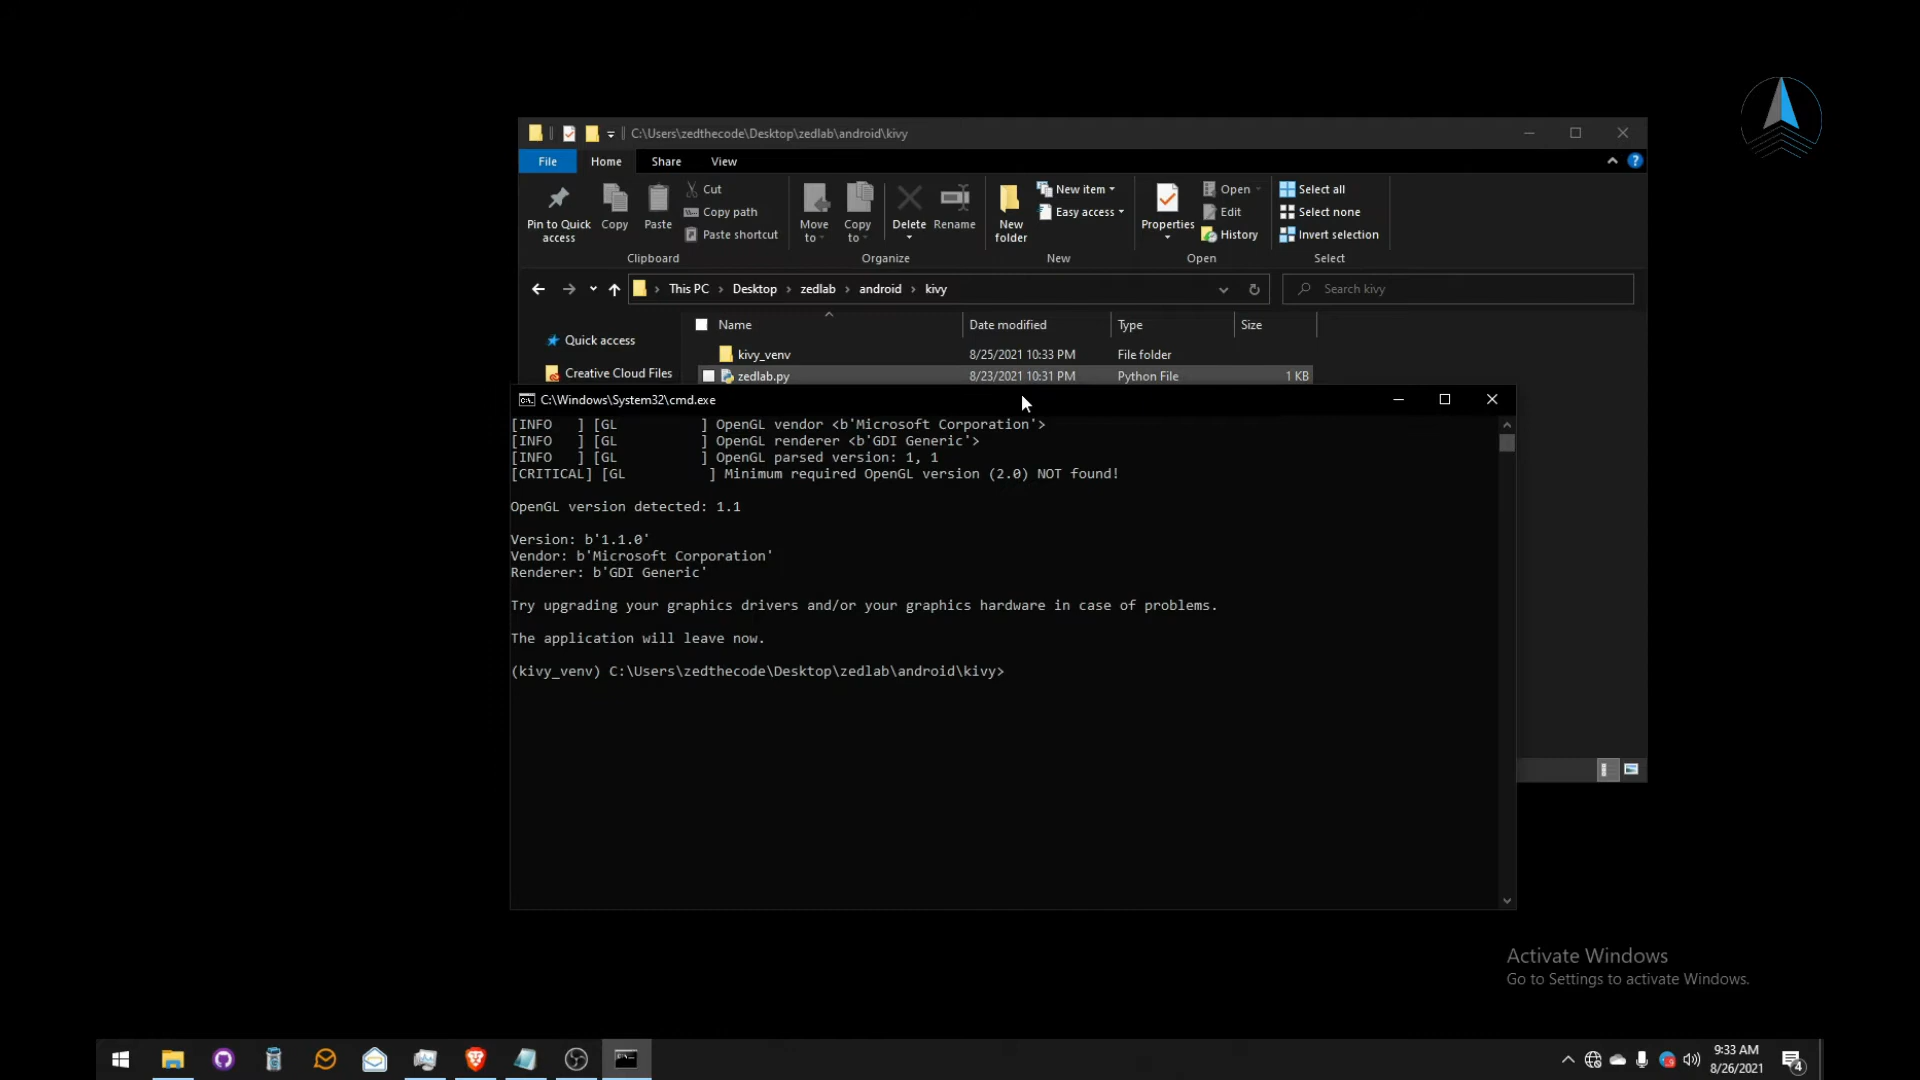 C:\Users\zedthecode\Desktop\zedlab\android\kivy
File Home Share View
Pin to Quick access
Copy
Paste
Cut
Copy path
Paste shortcut
Clipboard
Move to
Copy to
Delete
Rename
Organize
New folder
New item
Easy access
New
Properties
Open
Edit
History
Open
Select all
Select none
Invert selection
Select
This PC > Desktop > zedlab > android > kivy
Search kivy
Name Date modified Type Size
Quick access
kivy_venv 8/25/2021 10:33 PM File folder
Creative Cloud Files
zedlab.py 8/23/2021 10:31 PM Python File 1 KB
C:\Windows\System32\cmd.exe
[INFO   ] [GL          ] OpenGL vendor <b'Microsoft Corporation'>
[INFO   ] [GL          ] OpenGL renderer <b'GDI Generic'>
[INFO   ] [GL          ] OpenGL parsed version: 1, 1
[CRITICAL] [GL          ] Minimum required OpenGL version (2.0) NOT found!
OpenGL version detected: 1.1
Version: b'1.1.0'
Vendor: b'Microsoft Corporation'
Renderer: b'GDI Generic'
Try upgrading your graphics drivers and/or your graphics hardware in case of problems.
The application will leave now.
(kivy_venv) C:\Users\zedthecode\Desktop\zedlab\android\kivy>
Activate Windows
Go to Settings to activate Windows.
9:33 AM
8/26/2021
4